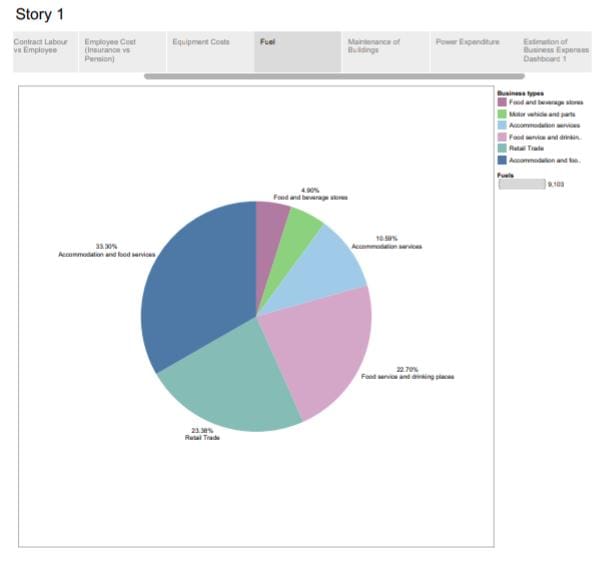 Story 1
Contract Labour
vs Employee
Employee Cost
(Insurance vs
Pension)
Equipment Costs
Fuel
Maintenance of
Buildings
Power Expenditure
Estimation of
Business Expenses
Dashboard 1
Business types
Food and beverage stores
Motor vehicle and parts
Accommodation services
Food service and drinkin..
Retail Trade
Accommodation and foo..
Fuels
9,103
4.90%
Food and beverage stores
10.59%
Accommodation services
33.30%
Accommodation and food services
22.70%
Food service and drinking places
23.38%
Retail Trade